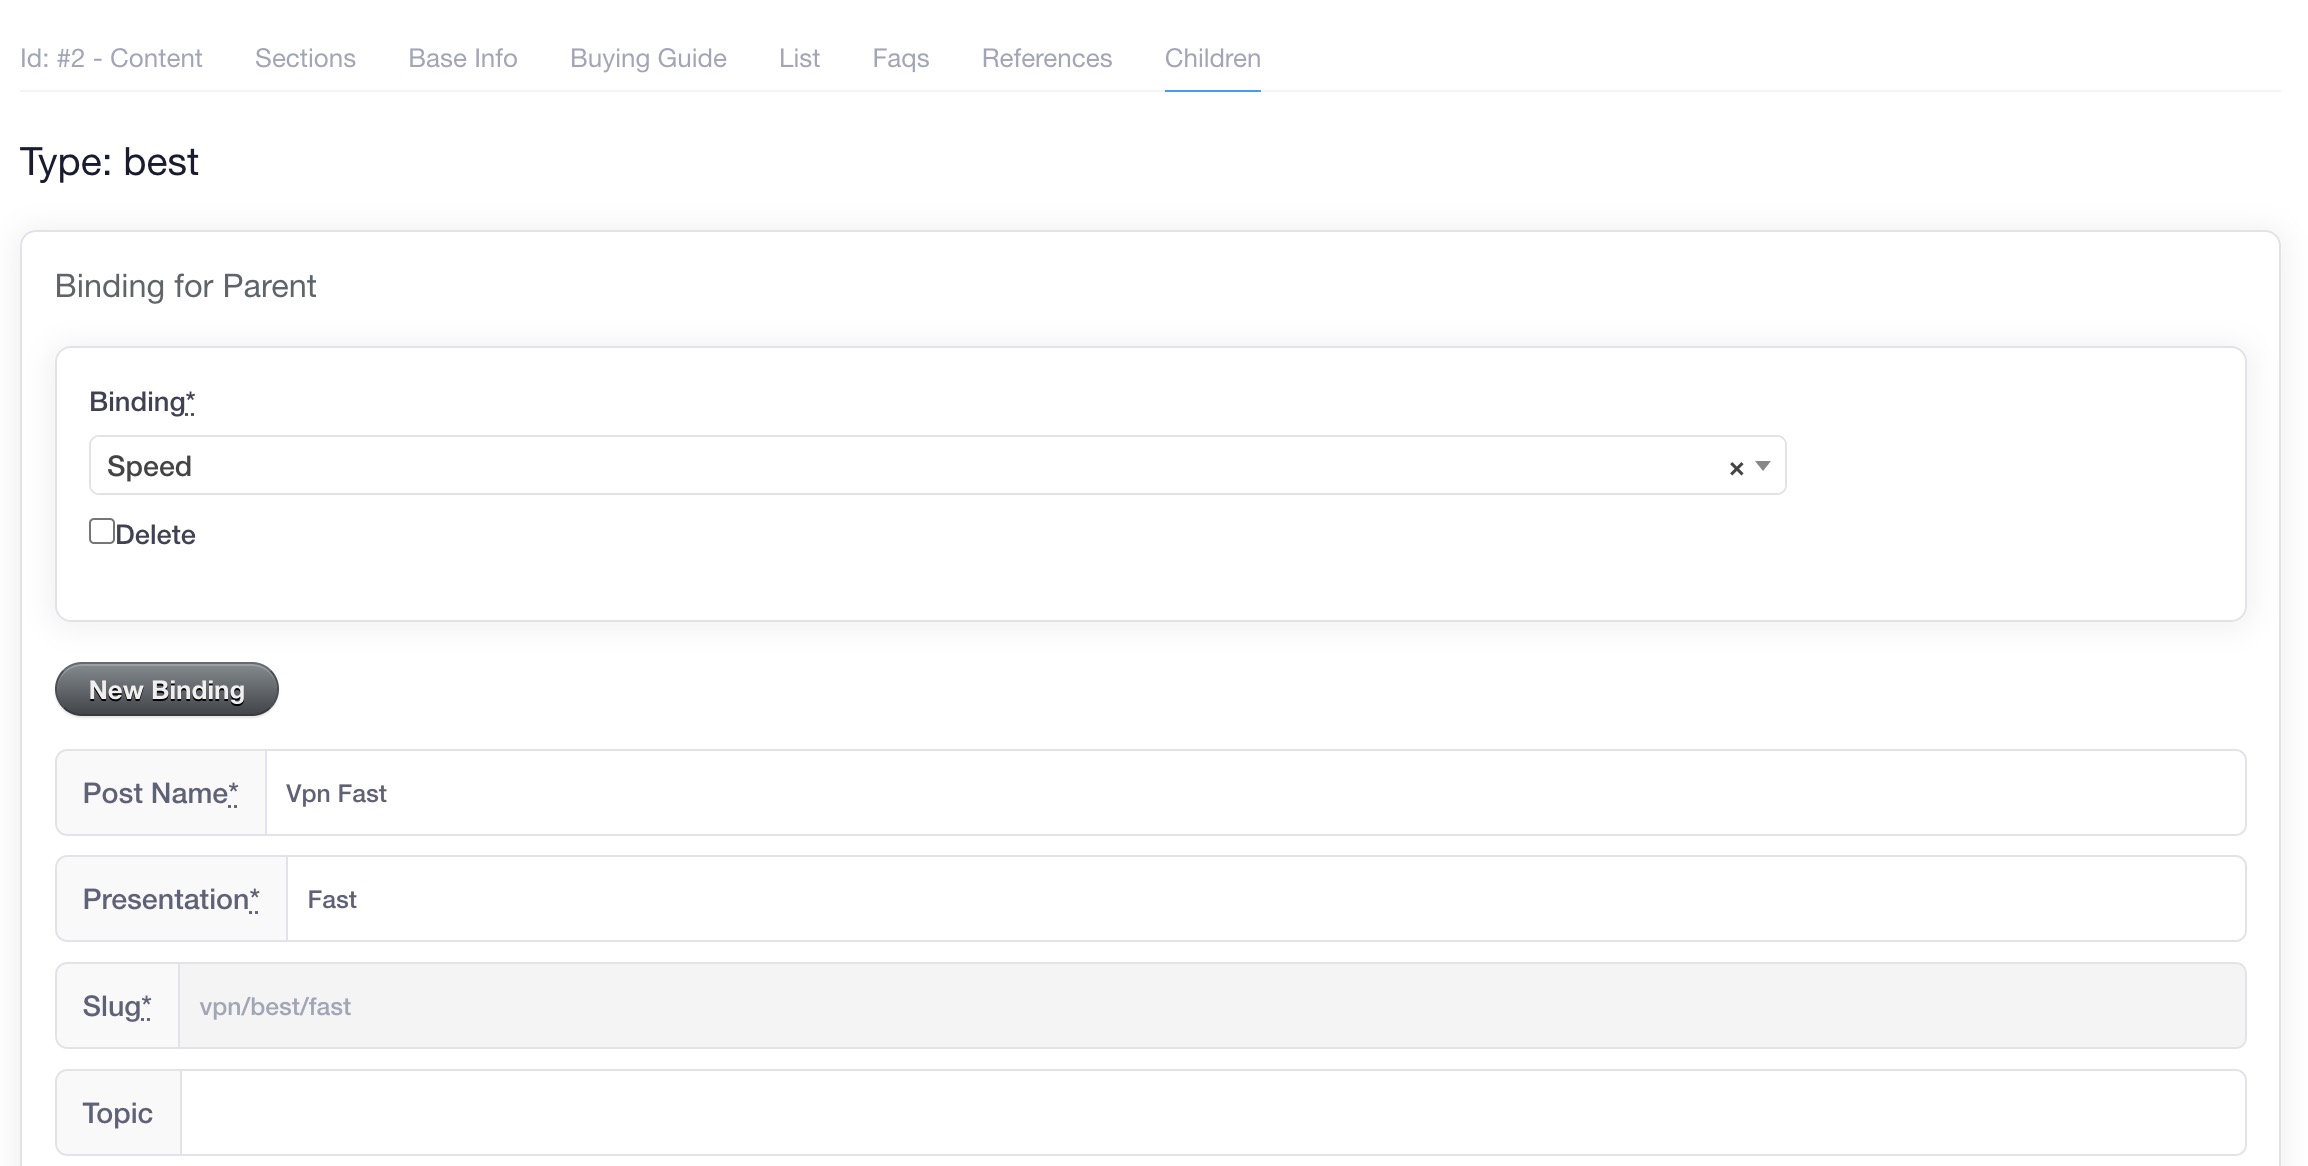 Id: #2 - Content Sections Base Info Buying Guide List Faqs References Children
Type: best
Binding for Parent
Binding*
Speed × ▼
Delete
New Binding
Post Name* Vpn Fast
Presentation* Fast
Slug* vpn/best/fast
Topic